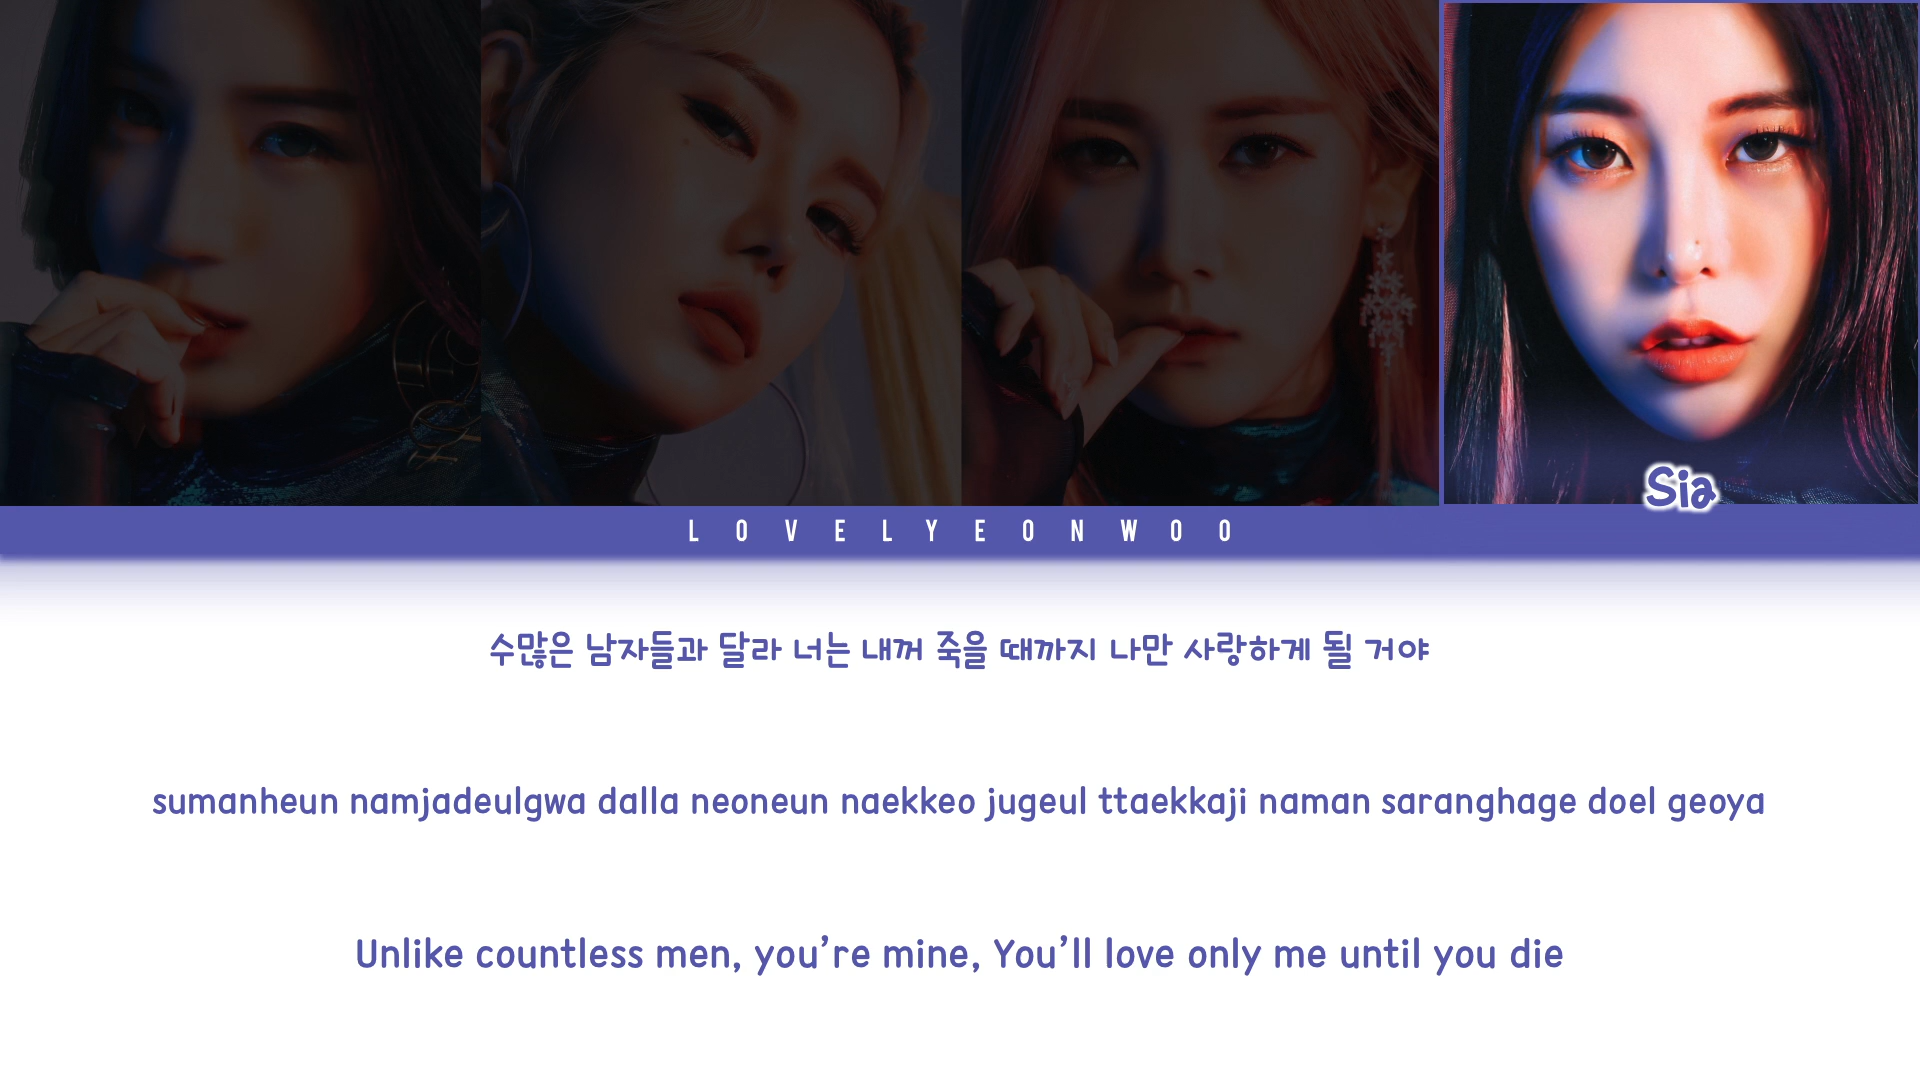 Sia
LOVELYEONWOO
수많은 남자들과 달라 너는 내꺼 죽을 때까지 나만 사랑하게 될 거야
sumanheun namjadeulgwa dalla neoneun naekkeo jugeul ttaekkaji naman saranghage doel geoya
Unlike countless men, you’re mine, You’ll love only me until you die